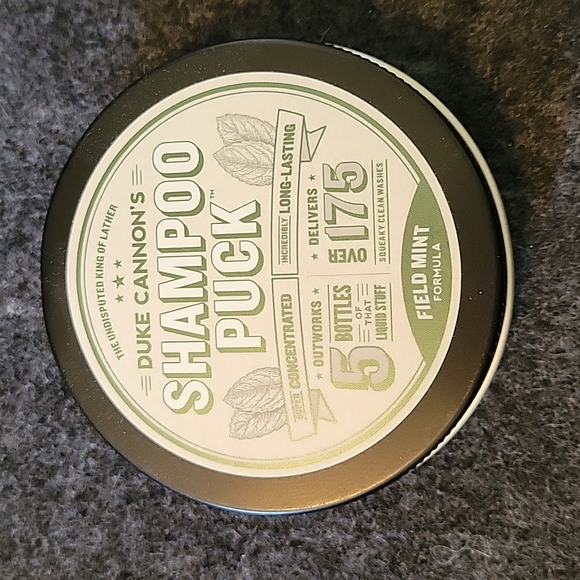 THE UNDISPUTED KING OF LATHER
DUKE CANNON'S
SHAMPOO
PUCK™
SUPER CONCENTRATED
INCREDIBLY LONG-LASTING
OUTWORKS
5 BOTTLES
OF
THAT
LIQUID STUFF
DELIVERS
OVER 175
SQUEAKY CLEAN WASHES
FIELD MINT
FORMULA